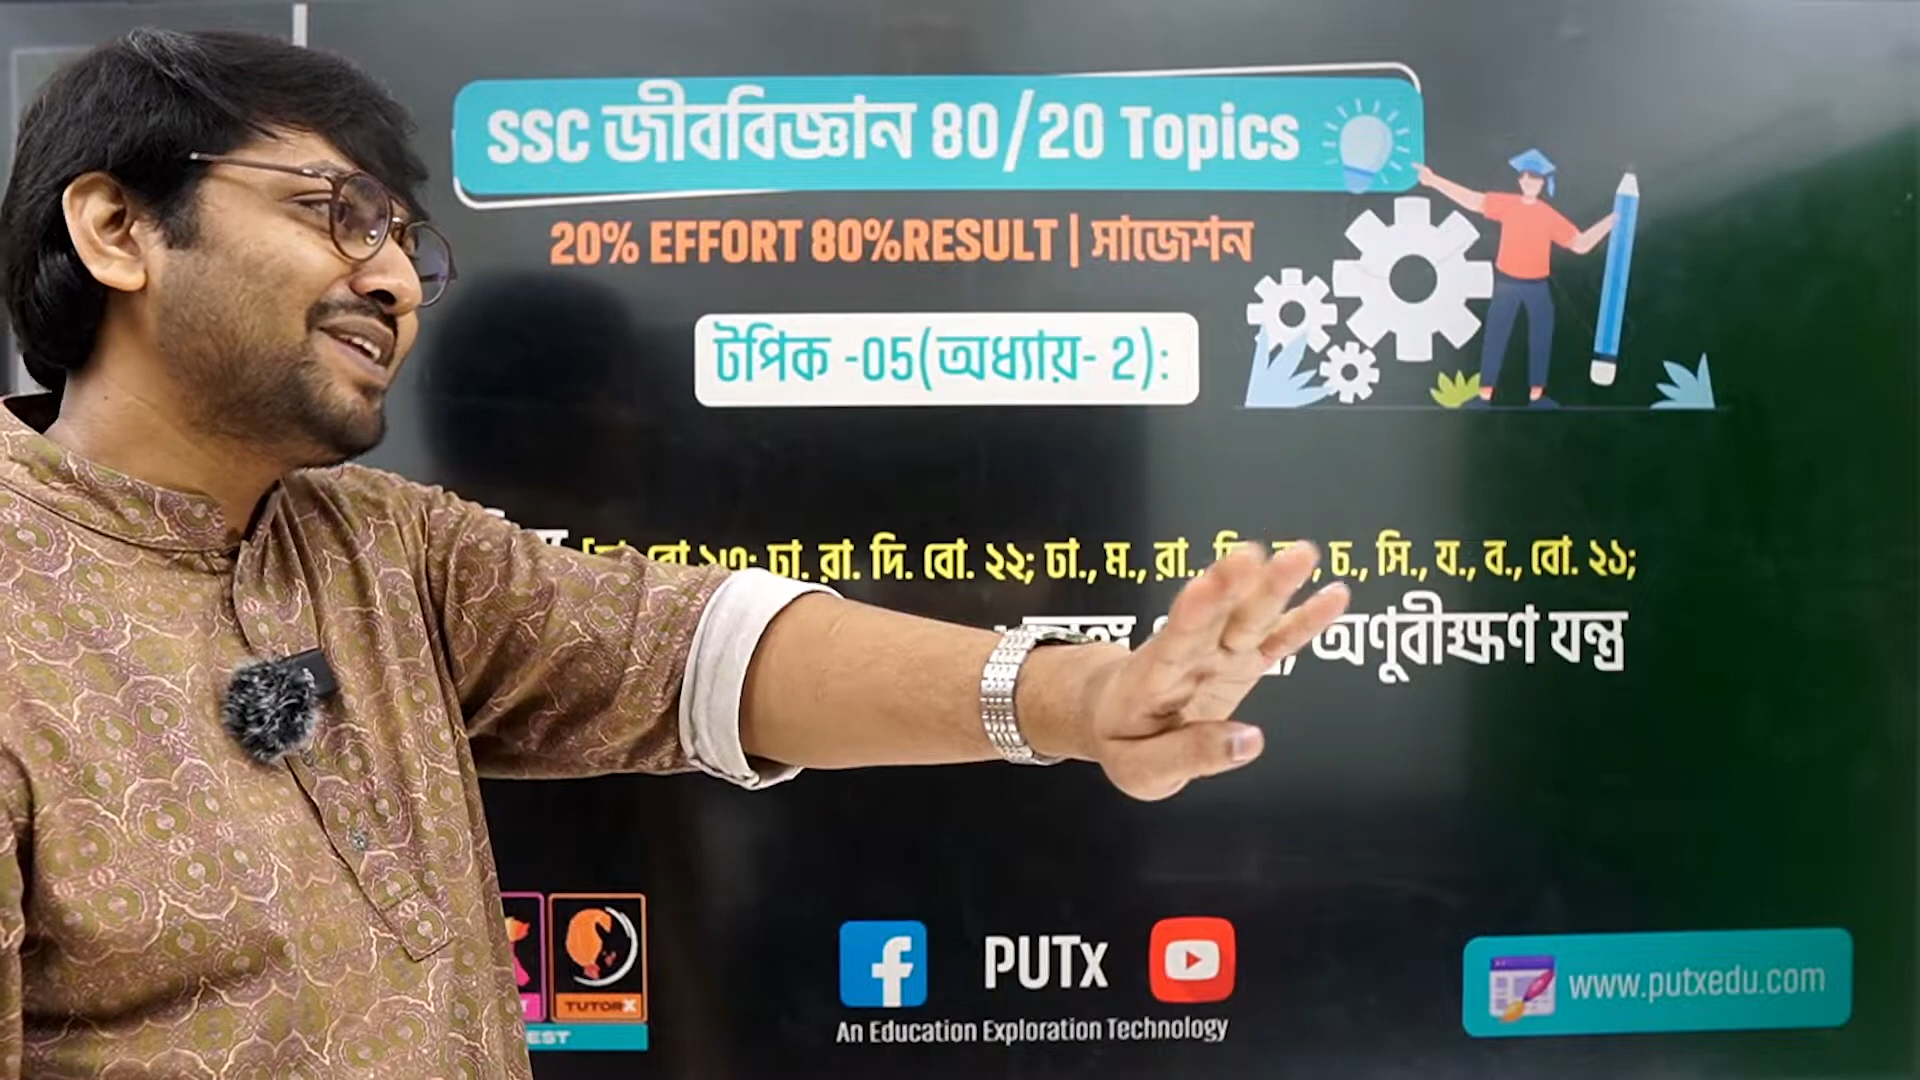 SSC জীববিজ্ঞান 80/20 Topics
20% EFFORT 80%RESULT | সাজেশন
টপিক -05(অধ্যায়- 2):
ঢা. রা. দি. বো. ২২; ঢা., ম., রা., চ., সি., য., ব., বো. ২১;
অণুবীক্ষণ যন্ত্র
TUTORX
PUTx
An Education Exploration Technology
www.putxedu.com